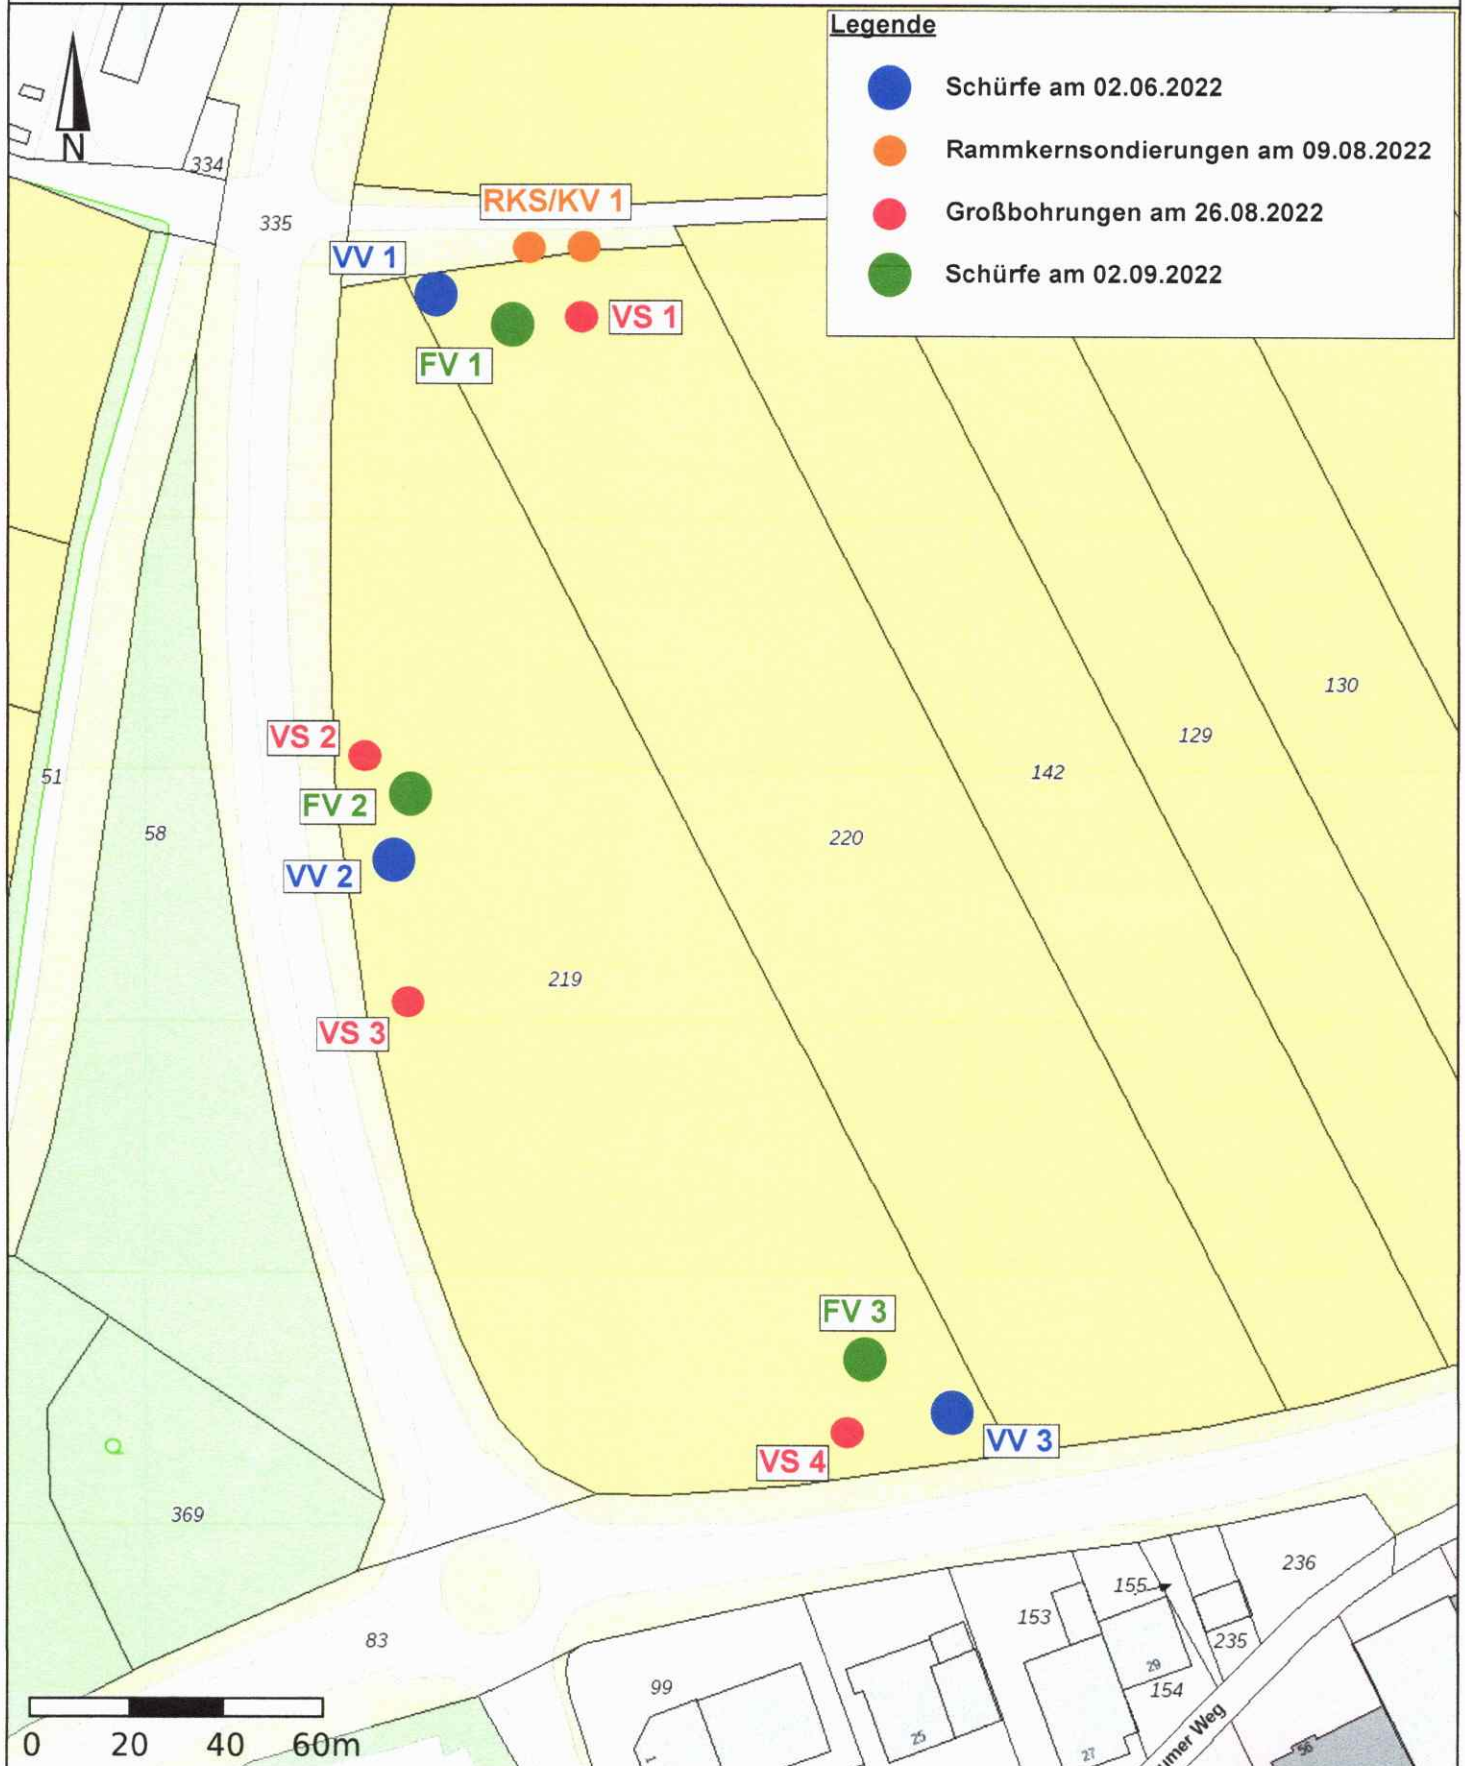 Legende
Schürfe am 02.06.2022
Rammkernsondierungen am 09.08.2022
Großbohrungen am 26.08.2022
Schürfe am 02.09.2022
N
334
335
RKS/KV 1
VV 1
VS 1
FV 1
130
129
142
VS 2
51
FV 2
58
220
VV 2
219
VS 3
FV 3
VV 3
VS 4
369
236
155
153
235
83
29
99
154
25
27
1
56
umer Weg
0 20 40 60m